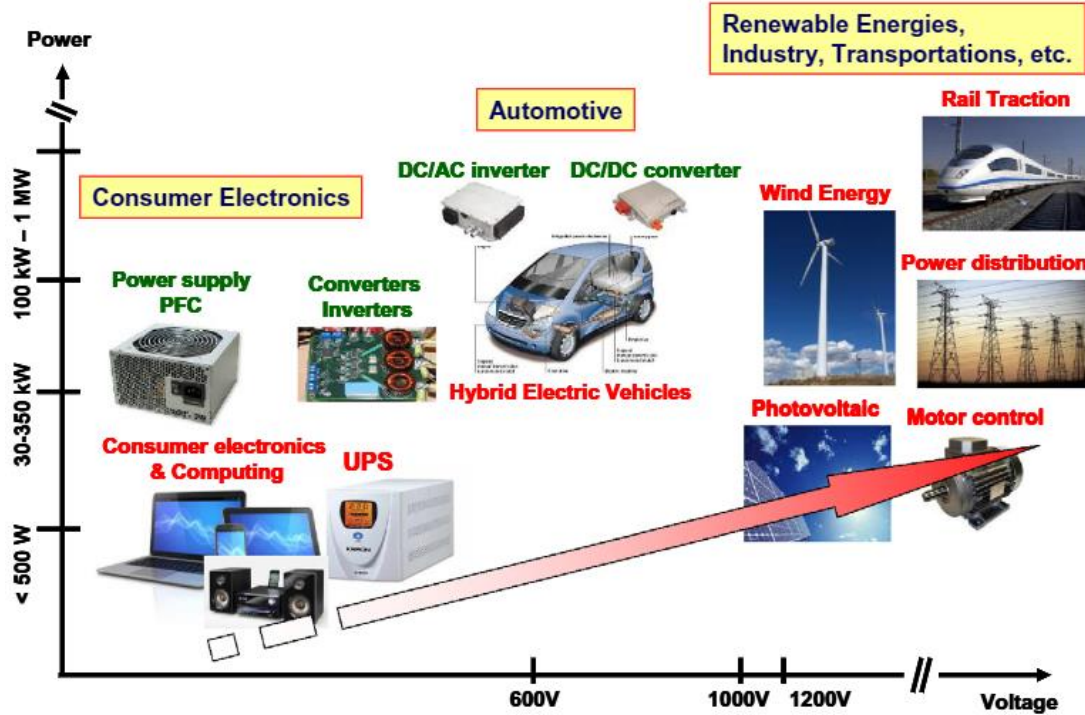 Power
Renewable Energies,
Industry, Transportations, etc.
Automotive
Rail Traction
Consumer Electronics
DC/AC inverter
DC/DC converter
Wind Energy
100 kW – 1 MW
Power supply
PFC
Converters
Inverters
Power distribution
Hybrid Electric Vehicles
30-350 kW
Photovoltaic
Motor control
Consumer electronics
& Computing
UPS
< 500 W
600V
1000V
1200V
Voltage